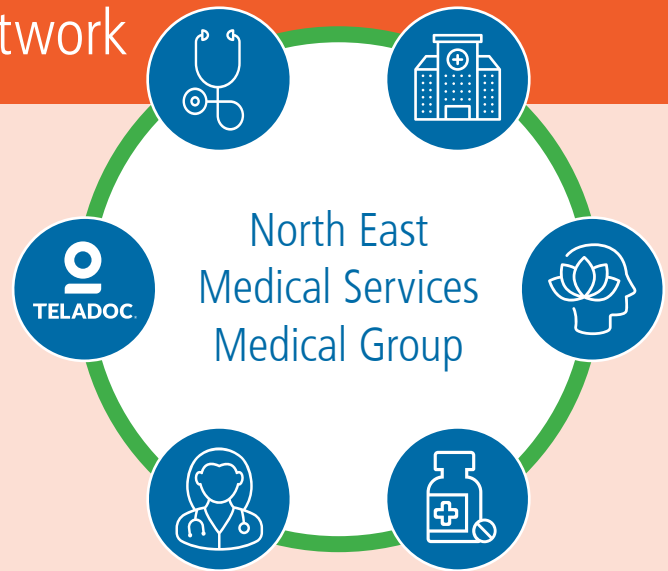 twork
North East
Medical Services
Medical Group
TELADOC.